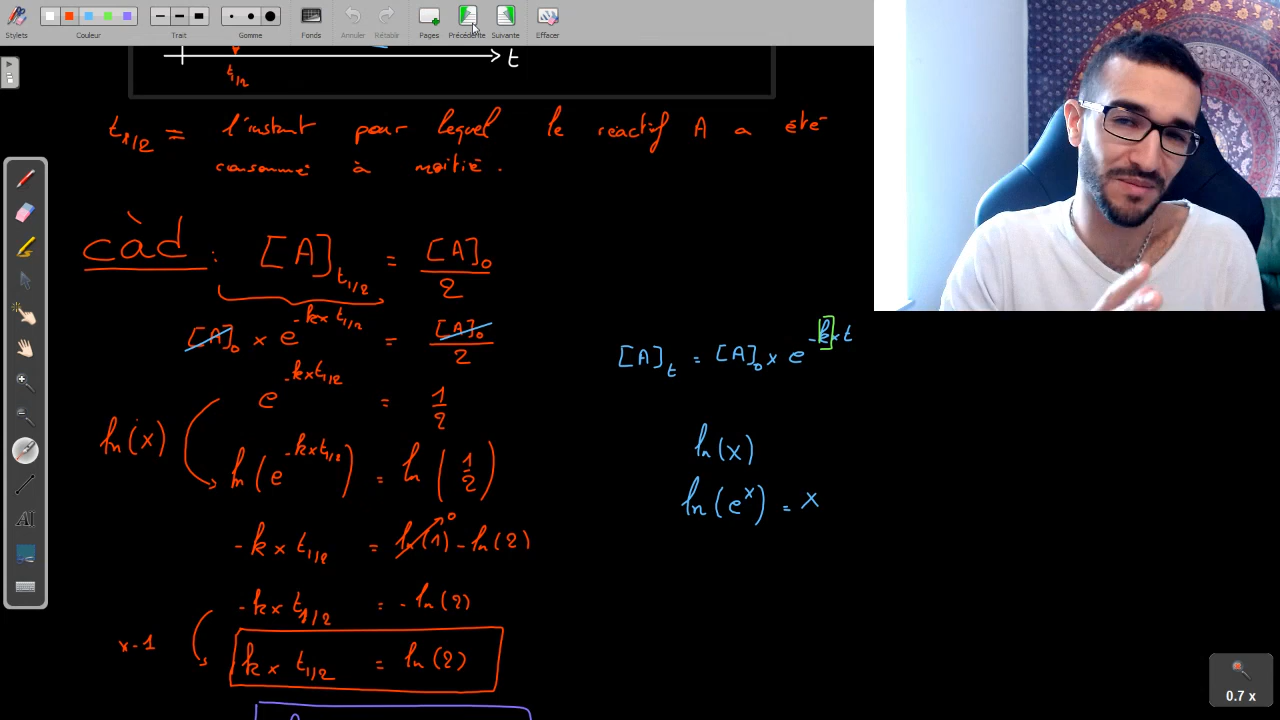 Stylets Couleur Trait Gomme Fonds Annuler Rétablir Pages Précédente Suivante Effacer
t
t1/2
t1/2 = l'instant pour lequel le réactif A a été
consommé à moitié.
càd : [A]t1/2 = [A]0/2
[A]0 × e^-k×t1/2 = [A]0/2
e^-k×t1/2 = 1/2
ln(x)
ln(e^-k×t1/2) = ln(1/2)
-k × t1/2 = ln(1) - ln(2)
0
-k × t1/2 = -ln(2)
×-1
k × t1/2 = ln(2)
[A]t = [A]0 × e^-k×t
ln(x)
ln(e^x) = x
AI
0.7 x